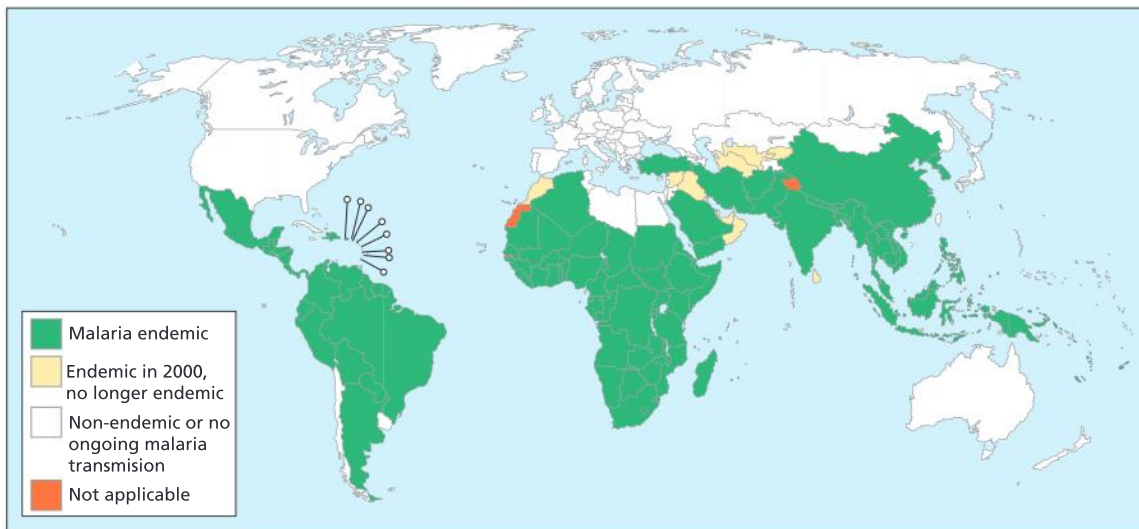 Malaria endemic
Endemic in 2000,
no longer endemic
Non-endemic or no
ongoing malaria
transmision
Not applicable